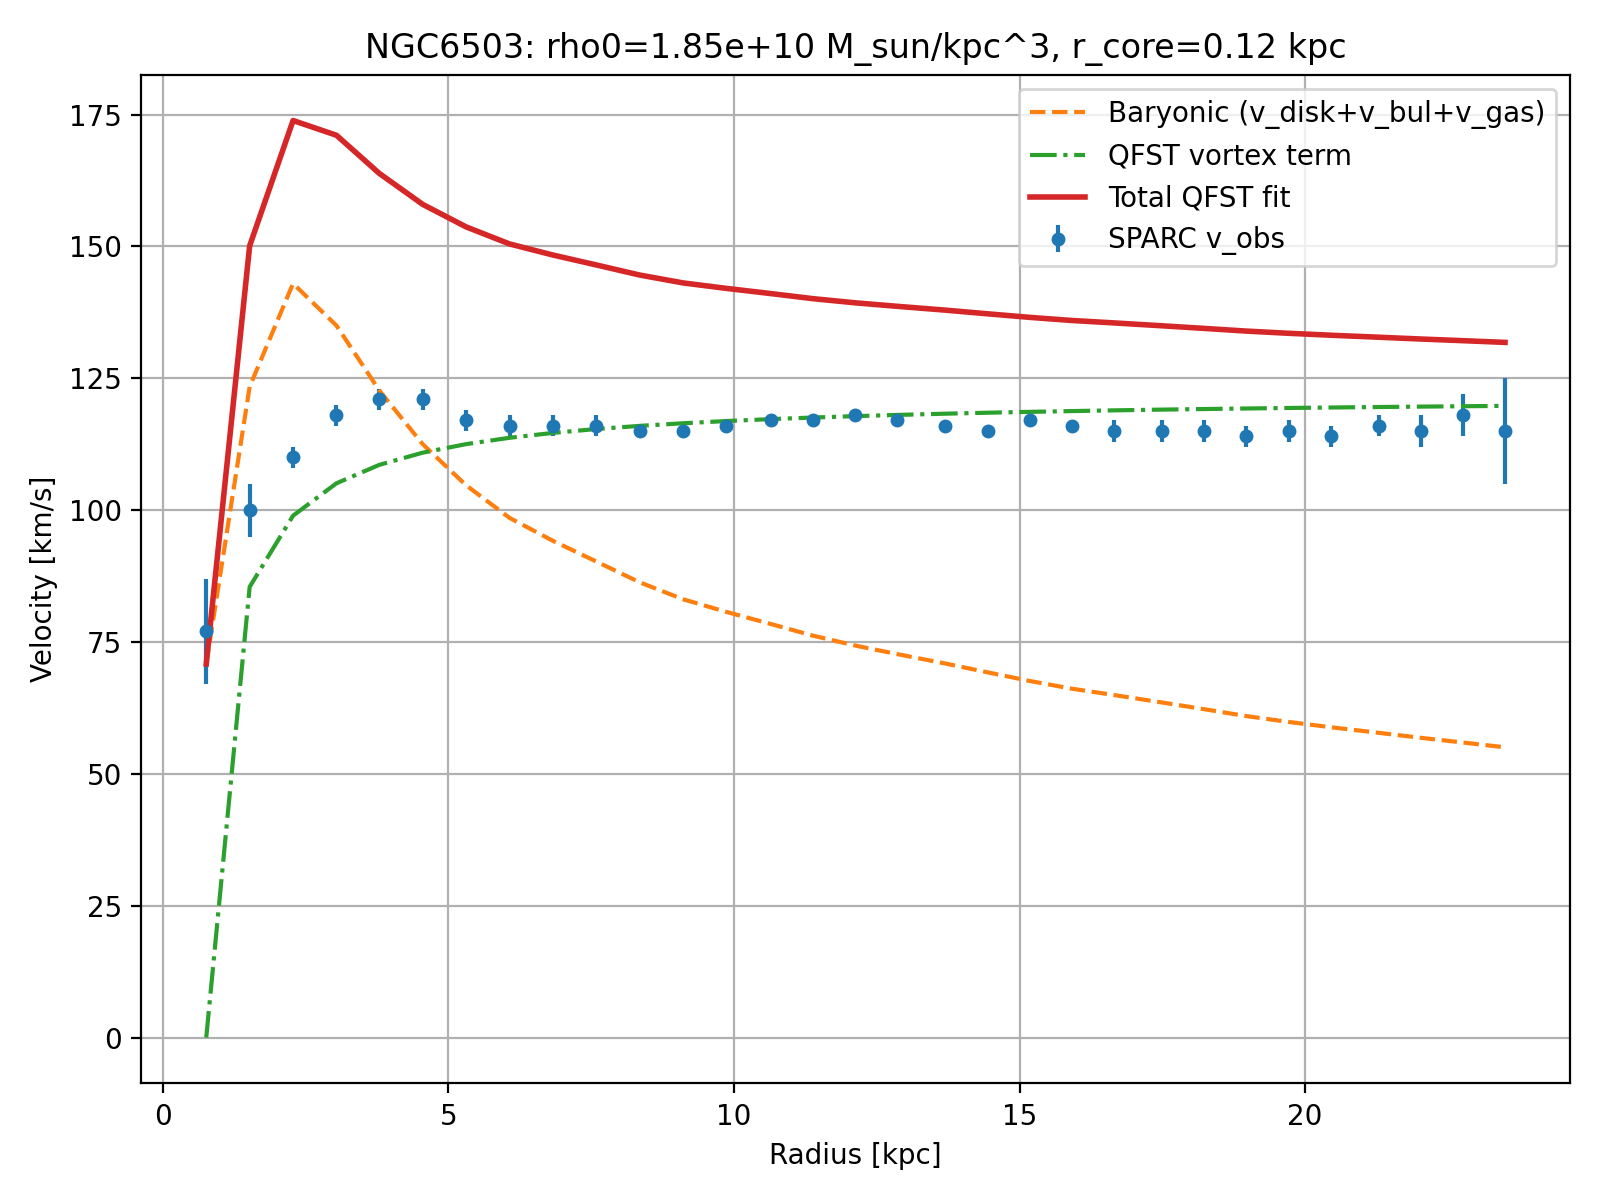 NGC6503: rho0=1.85e+10 M_sun/kpc^3, r_core=0.12 kpc
Baryonic (v_disk+v_bul+v_gas)
QFST vortex term
Total QFST fit
SPARC v_obs
Velocity [km/s]
175
150
125
100
75
50
25
0
0 5 10 15 20
Radius [kpc]